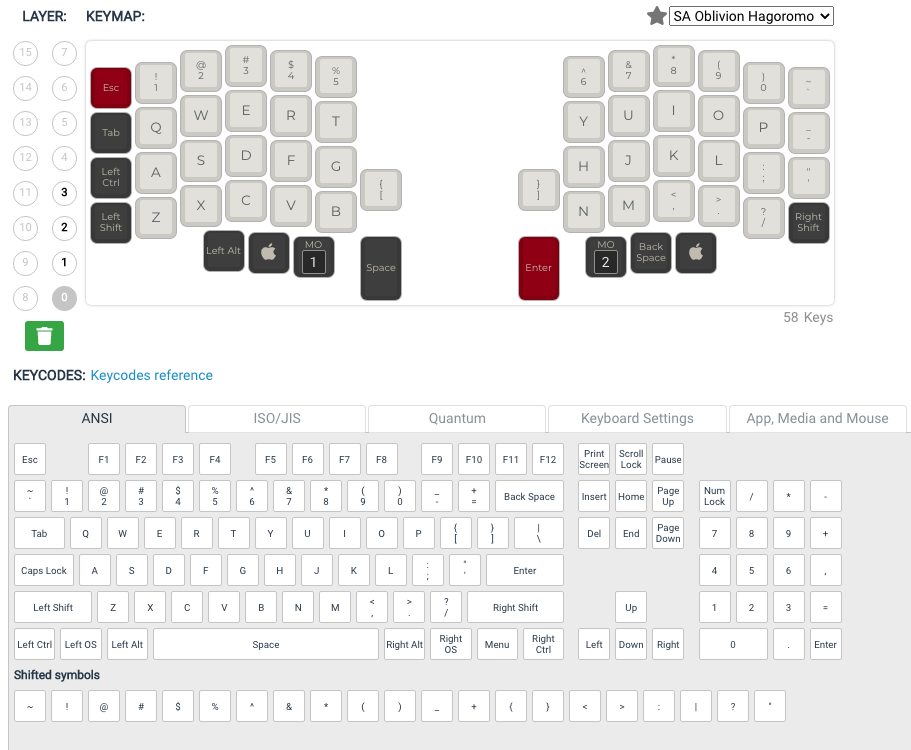 LAYER: KEYMAP: SA Oblivion Hagoromo
15 7
14 6
13 5
12 4
11 3
10 2
9 1
8 0
Esc ! 1 @ 2 # 3 $ 4 % 5 ^ 6 & 7 * 8 ( 9 ) 0 ~ `
Tab Q W E R T Y U I O P _ -
Left Ctrl A S D F G { [ } ] H J K L : ; " '
Left Shift Z X C V B N M < , > . ? / Right Shift
Left Alt MO 1 Space Enter MO 2 Back Space
58 Keys
KEYCODES: Keycodes reference
ANSI ISO/JIS Quantum Keyboard Settings App, Media and Mouse
Esc F1 F2 F3 F4 F5 F6 F7 F8 F9 F10 F11 F12 Print Screen Scroll Lock Pause
~ ` ! 1 @ 2 # 3 $ 4 % 5 ^ 6 & 7 * 8 ( 9 ) 0 _ - + = Back Space Insert Home Page Up Num Lock / * -
Tab Q W E R T Y U I O P { [ } ] | \ Del End Page Down 7 8 9 +
Caps Lock A S D F G H J K L : ; " ' Enter 4 5 6 ,
Left Shift Z X C V B N M < , > . ? / Right Shift Up 1 2 3 =
Left Ctrl Left OS Left Alt Space Right Alt Right OS Menu Right Ctrl Left Down Right 0 . Enter
Shifted symbols
~ ! @ # $ % ^ & * ( ) _ + { } < > : | ? "